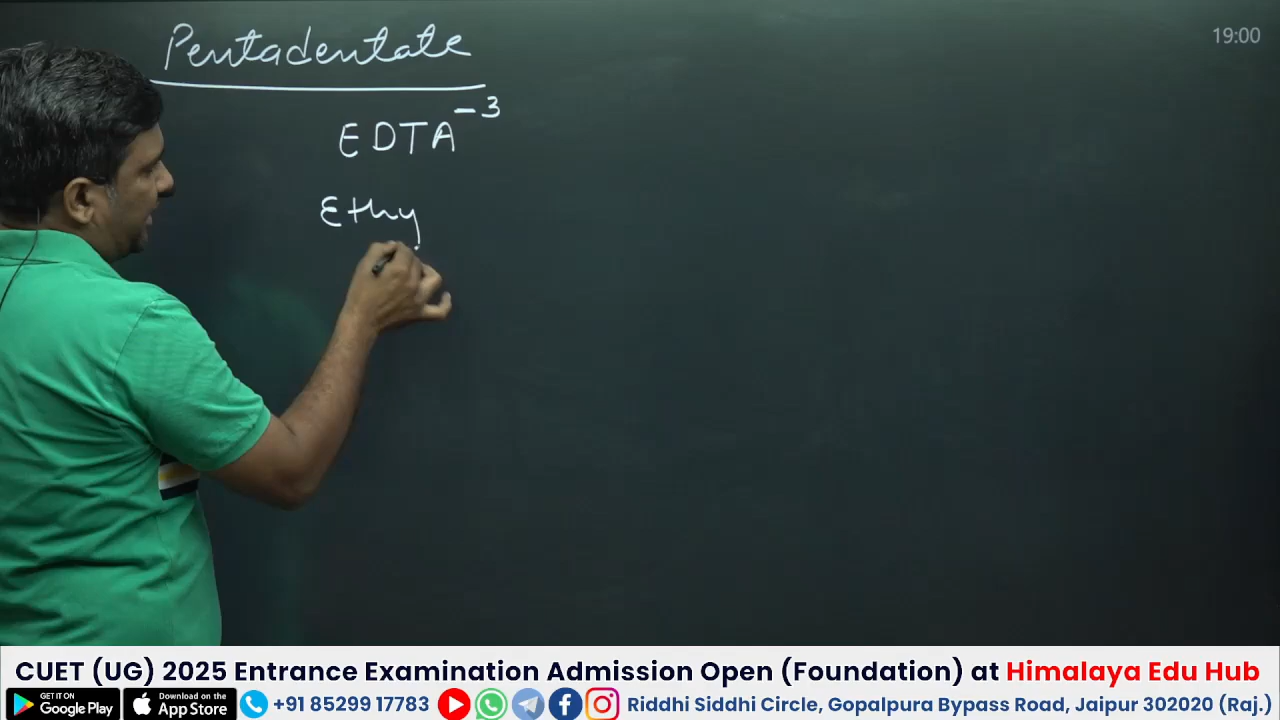 Pentadentate
19:00
EDTA⁻³
Ethy
CUET (UG) 2025 Entrance Examination Admission Open (Foundation) at Himalaya Edu Hub
GET IT ON Google Play
Download on the App Store
+91 85299 17783
Riddhi Siddhi Circle, Gopalpura Bypass Road, Jaipur 302020 (Raj.)